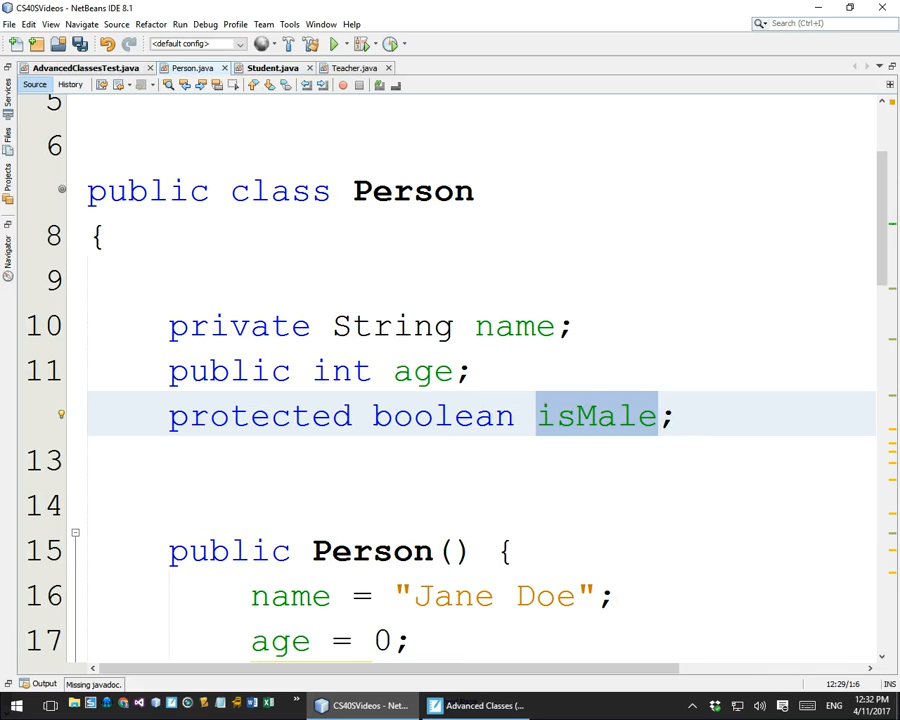 CS40SVideos - NetBeans IDE 8.1
File Edit View Navigate Source Refactor Run Debug Profile Team Tools Window Help
Search (Ctrl+I)
<default config>
AdvancedClassesTest.java Person.java Student.java Teacher.java
Source History
Services
Files
Projects
Navigator
5
6
public class Person
8 {
9
10 private String name;
11 public int age;
protected boolean isMale;
13
14
15 public Person() {
16 name = "Jane Doe";
17 age = 0;
Output Missing javadoc. 12:29/1:6 INS
CS40SVideos - Net... Advanced Classes (... ENG 12:32 PM
4/11/2017